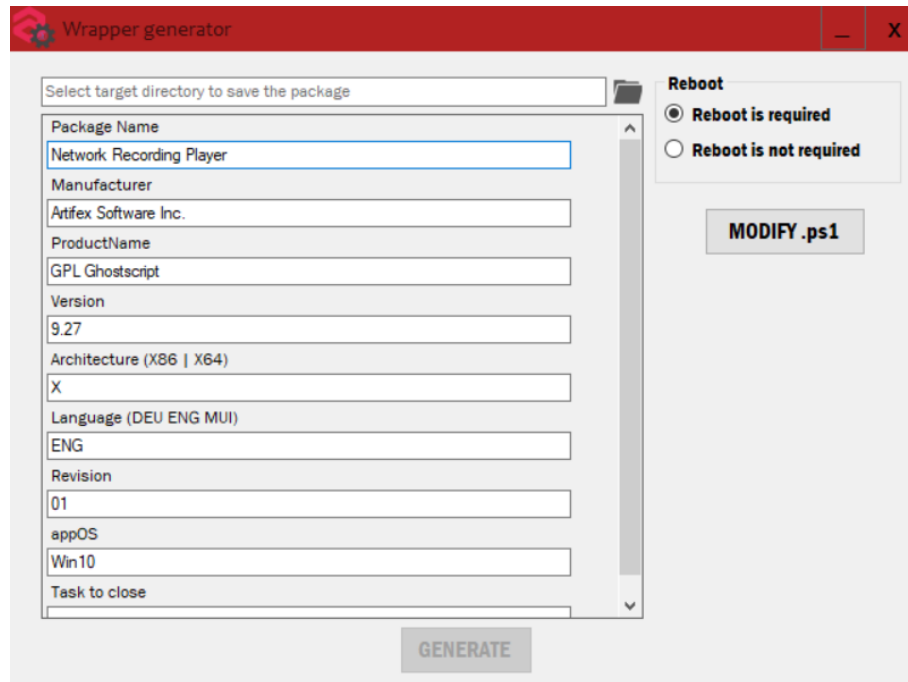 Wrapper generator
_ X
Select target directory to save the package
Package Name
Network Recording Player
Manufacturer
Artifex Software Inc.
ProductName
GPL Ghostscript
Version
9.27
Architecture (X86 | X64)
X
Language (DEU ENG MUI)
ENG
Revision
01
appOS
Win10
Task to close
Reboot
Reboot is required
Reboot is not required
MODIFY .ps1
GENERATE